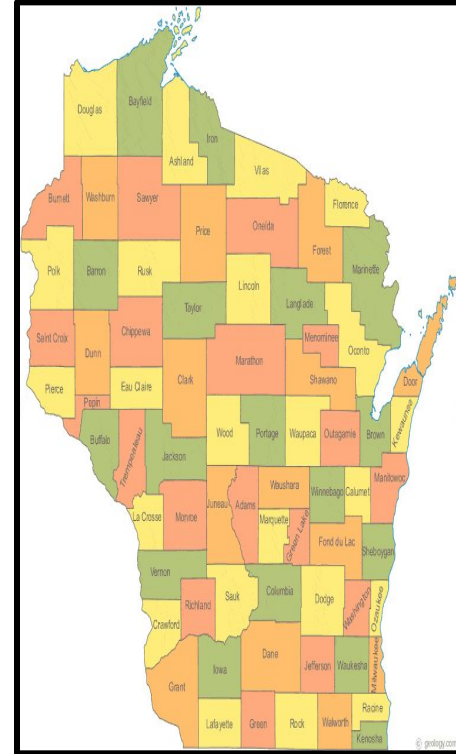 Bayfield
Douglas
Iron
Ashland
Vilas
Burnett
Washburn
Sawyer
Florence
Price
Oneida
Forest
Marinette
Polk
Barron
Rusk
Lincoln
Langlade
Taylor
Oconto
Saint Croix
Chippewa
Menominee
Dunn
Marathon
Shawano
Clark
Door
Pierce
Eau Claire
Pepin
Kewaunee
Buffalo
Trempealeau
Wood
Portage
Waupaca
Outagamie
Brown
Jackson
Manitowoc
Waushara
Winnebago
Calumet
La Crosse
Monroe
Juneau
Adams
Marquette
Green Lake
Fond du Lac
Sheboygan
Vernon
Richland
Sauk
Columbia
Dodge
Washington
Ozaukee
Crawford
Dane
Iowa
Jefferson
Waukesha
Milwaukee
Grant
Lafayette
Green
Rock
Walworth
Racine
Kenosha
© geology.com